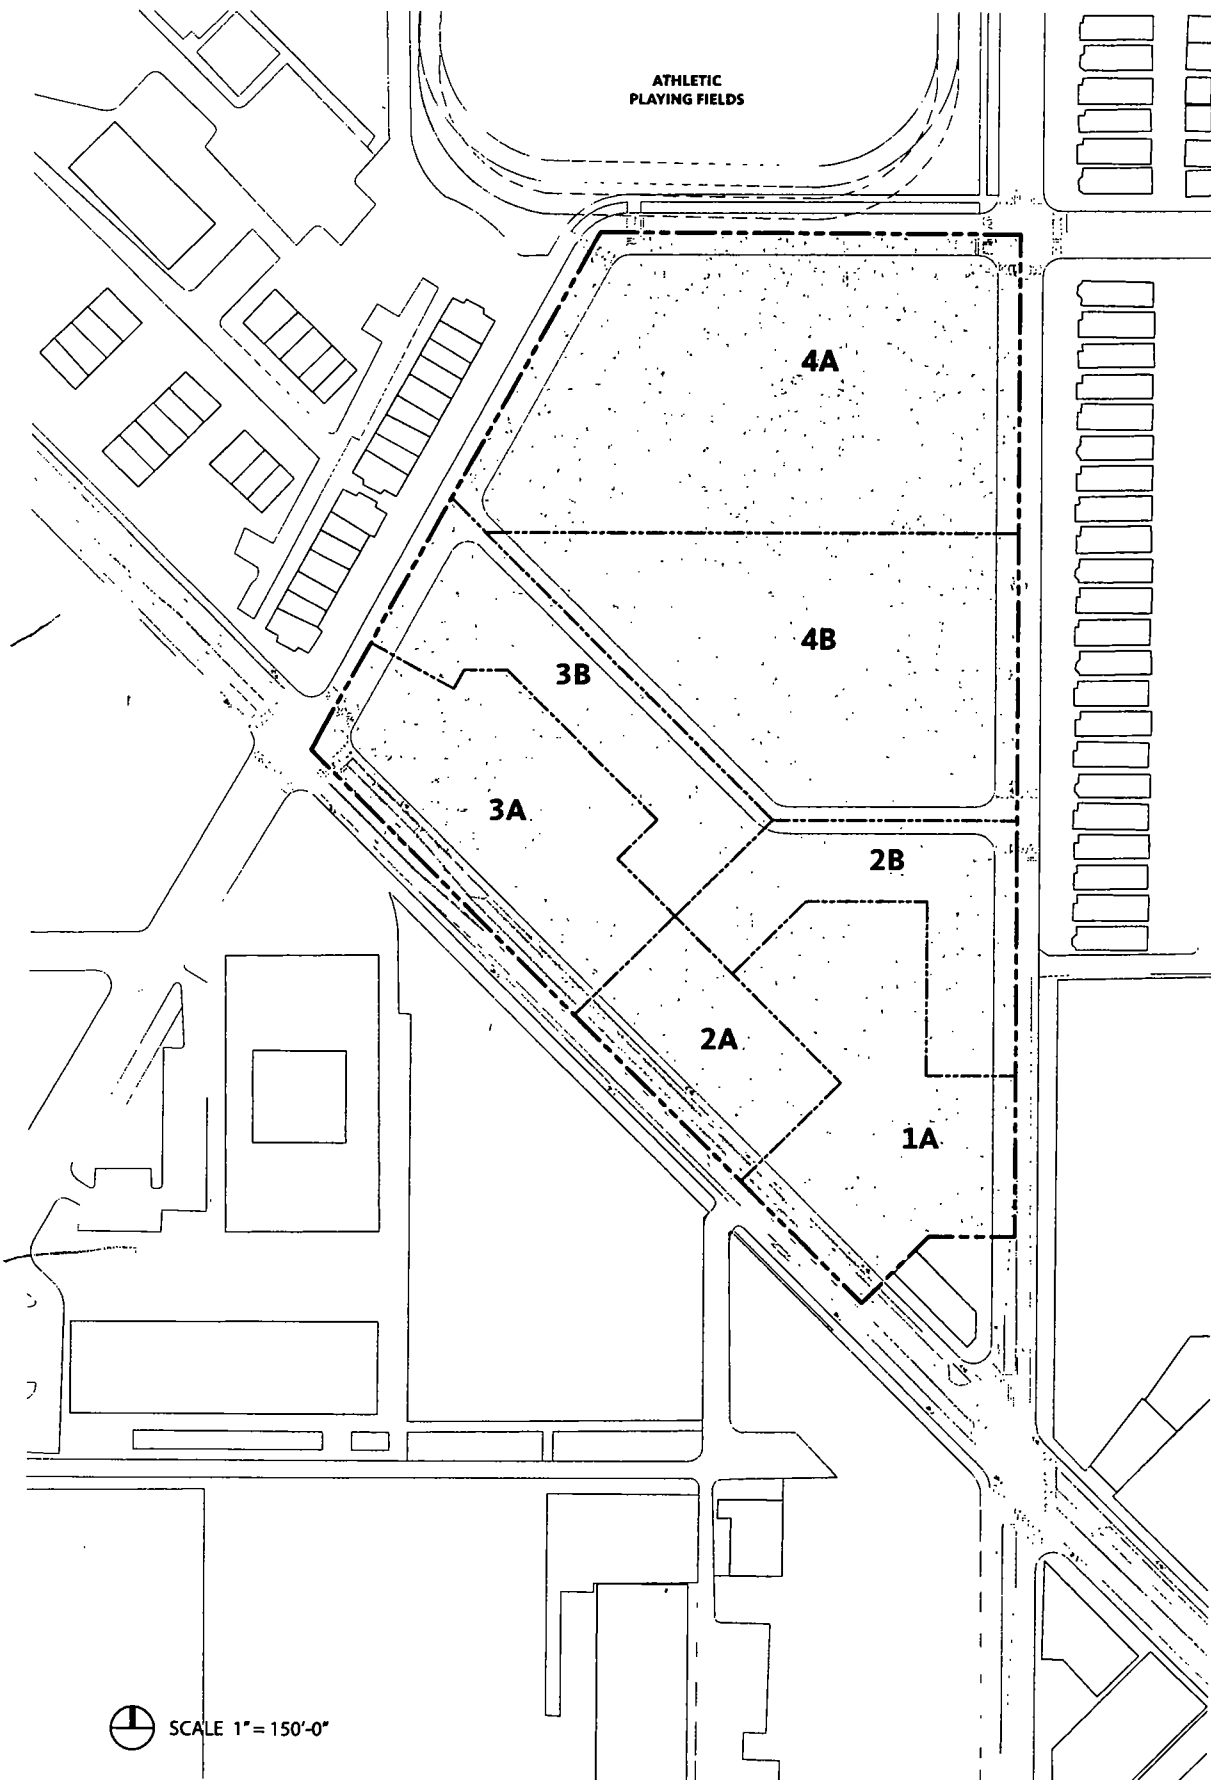 ATHLETIC
PLAYING FIELDS
4A
4B
3B
3A
2B
2A
1A
SCALE 1"= 150'-0"